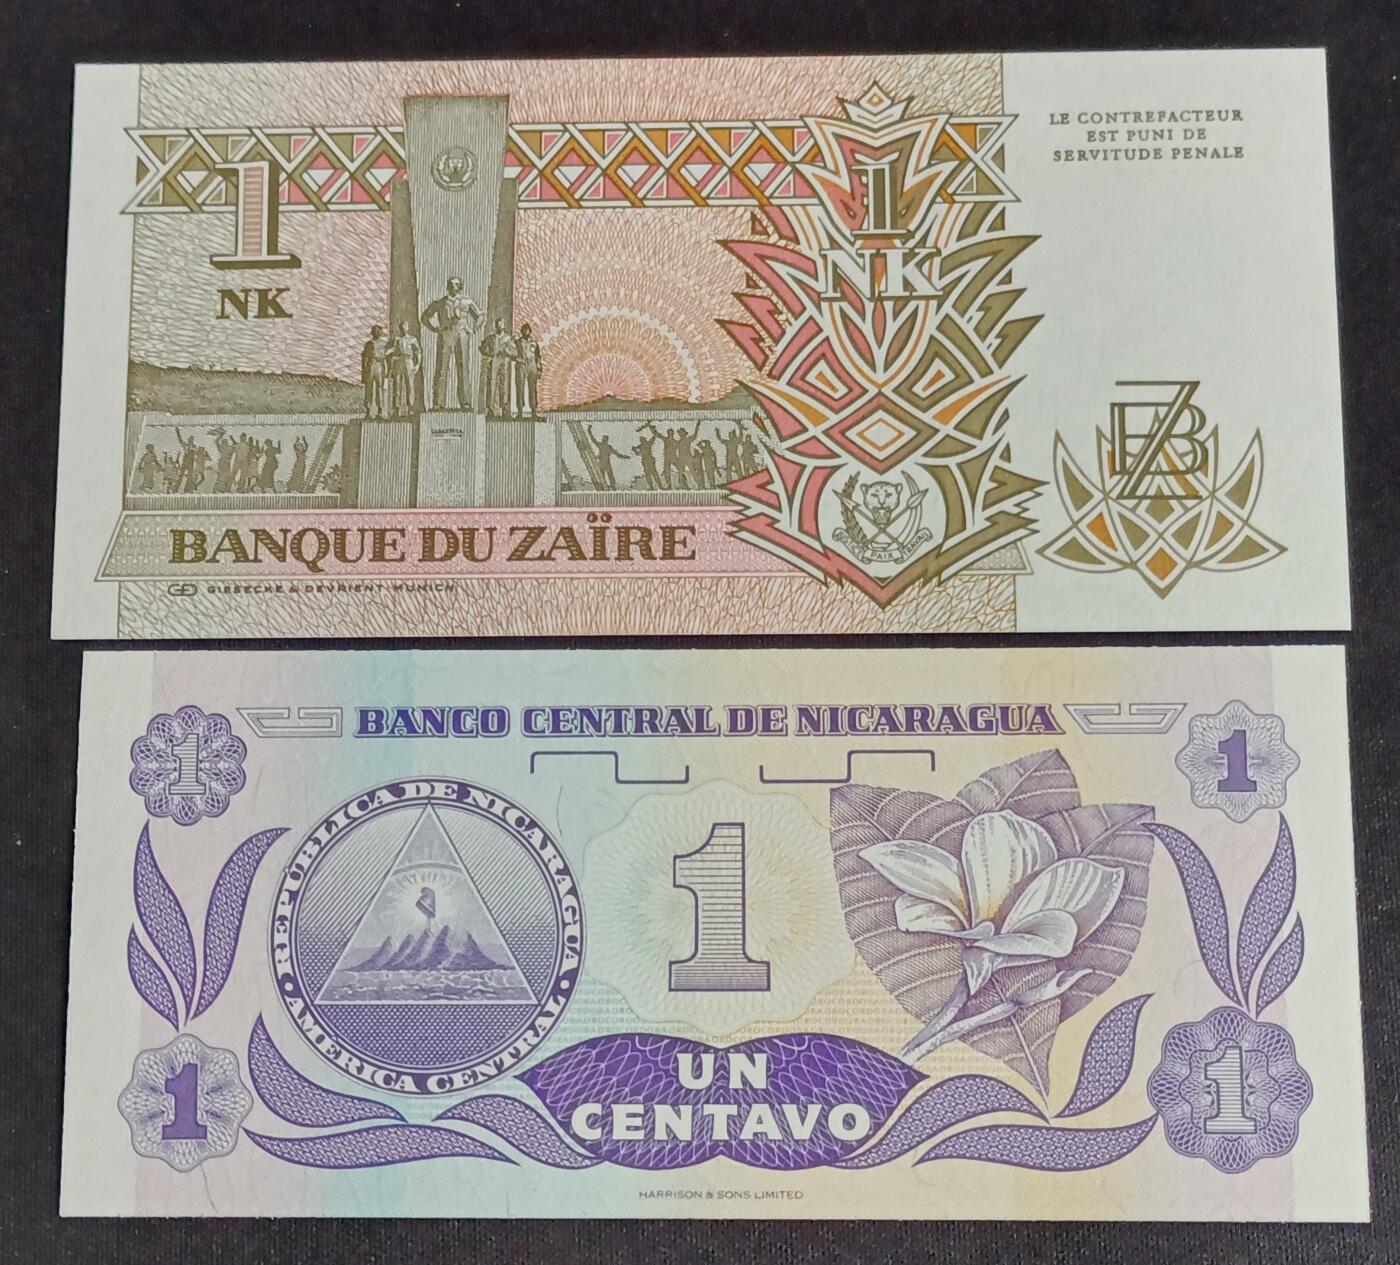 LE CONTREFACTEUR
EST PUNI DE
SERVITUDE PENALE
1
NK
1
NK
BZ
PAIX
BANQUE DU ZAÏRE
GIESECKE & DEVRIENT MUNICH
BANCO CENTRAL DE NICARAGUA
1
1
REPÚBLICA DE NICARAGUA
AMERICA CENTRAL
1
1
1
UN
CENTAVO
HARRISON & SONS LIMITED